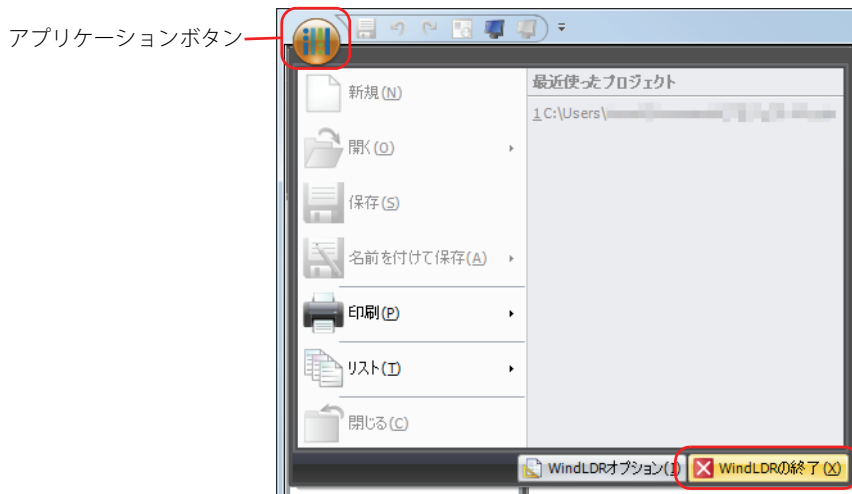 アプリケーションボタン
新規(N)
開く(O)
保存(S)
名前を付けて保存(A)
印刷(P)
リスト(T)
閉じる(C)
最近使ったプロジェクト
1 C:\Users\
WindLDRオプション(I)
WindLDRの終了(X)